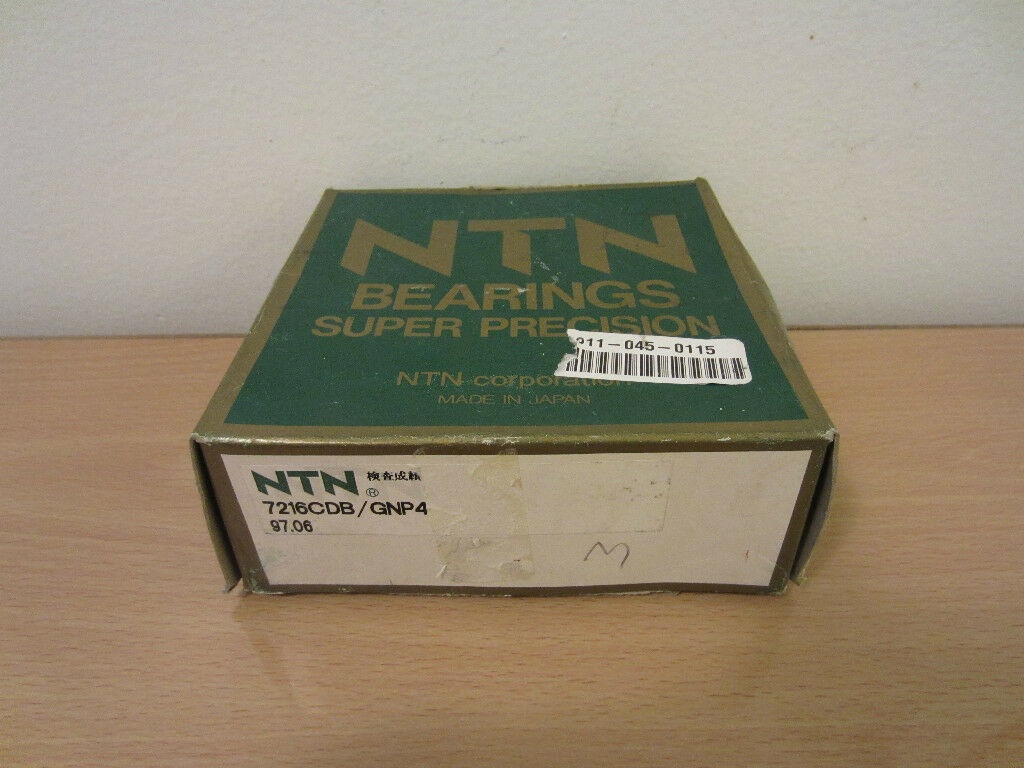 NTN
BEARINGS
SUPER PRECISION
911-045-0115
NTN corporation
MADE IN JAPAN
NTN ® 検査成績
7216CDB/GNP4
97.06
M